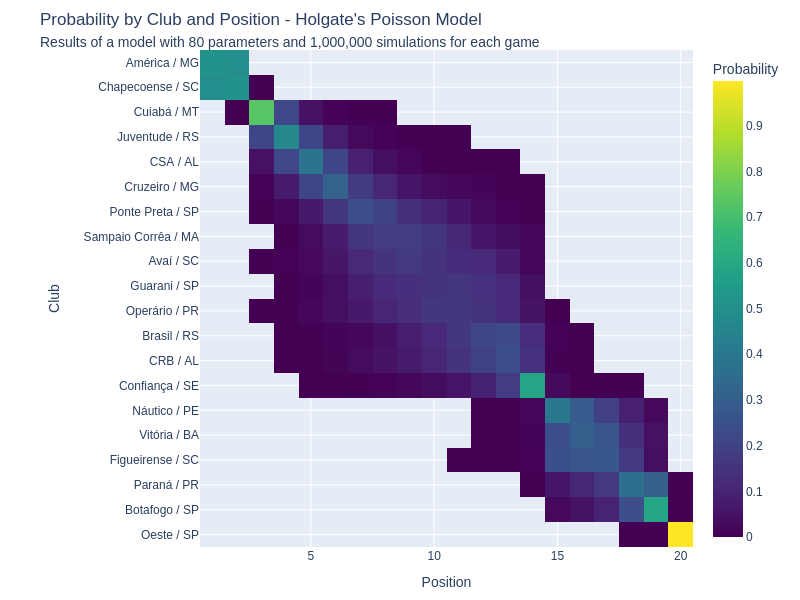 Probability by Club and Position - Holgate's Poisson Model
Results of a model with 80 parameters and 1,000,000 simulations for each game
Probability
América / MG
Chapecoense / SC
Cuiabá / MT
Juventude / RS
CSA / AL
Cruzeiro / MG
Ponte Preta / SP
Sampaio Corrêa / MA
Avaí / SC
Guarani / SP
Operário / PR
Brasil / RS
CRB / AL
Confiança / SE
Náutico / PE
Vitória / BA
Figueirense / SC
Paraná / PR
Botafogo / SP
Oeste / SP
Club
5
10
15
20
Position
0.9
0.8
0.7
0.6
0.5
0.4
0.3
0.2
0.1
0